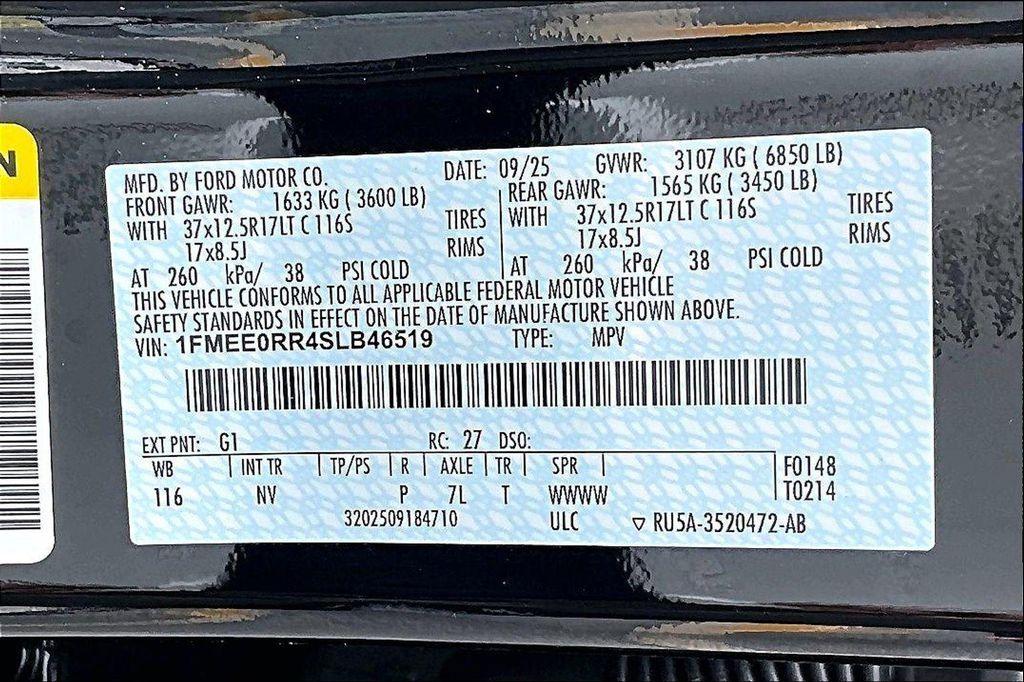 N
MFD. BY FORD MOTOR CO. DATE: 09/25 GVWR: 3107 KG ( 6850 LB)
FRONT GAWR: 1633 KG ( 3600 LB) REAR GAWR: 1565 KG ( 3450 LB)
WITH 37x12.5R17LT C 116S TIRES WITH 37x12.5R17LT C 116S TIRES
17x8.5J RIMS 17x8.5J RIMS
AT 260 kPa/ 38 PSI COLD AT 260 kPa/ 38 PSI COLD
THIS VEHICLE CONFORMS TO ALL APPLICABLE FEDERAL MOTOR VEHICLE
SAFETY STANDARDS IN EFFECT ON THE DATE OF MANUFACTURE SHOWN ABOVE.
VIN: 1FMEE0RR4SLB46519 TYPE: MPV
EXT PNT: G1 RC: 27 DSO:
WB INT TR TP/PS R AXLE TR SPR F0148
116 NV P 7L T WWWW T0214
3202509184710 ULC ▽ RU5A-3520472-AB